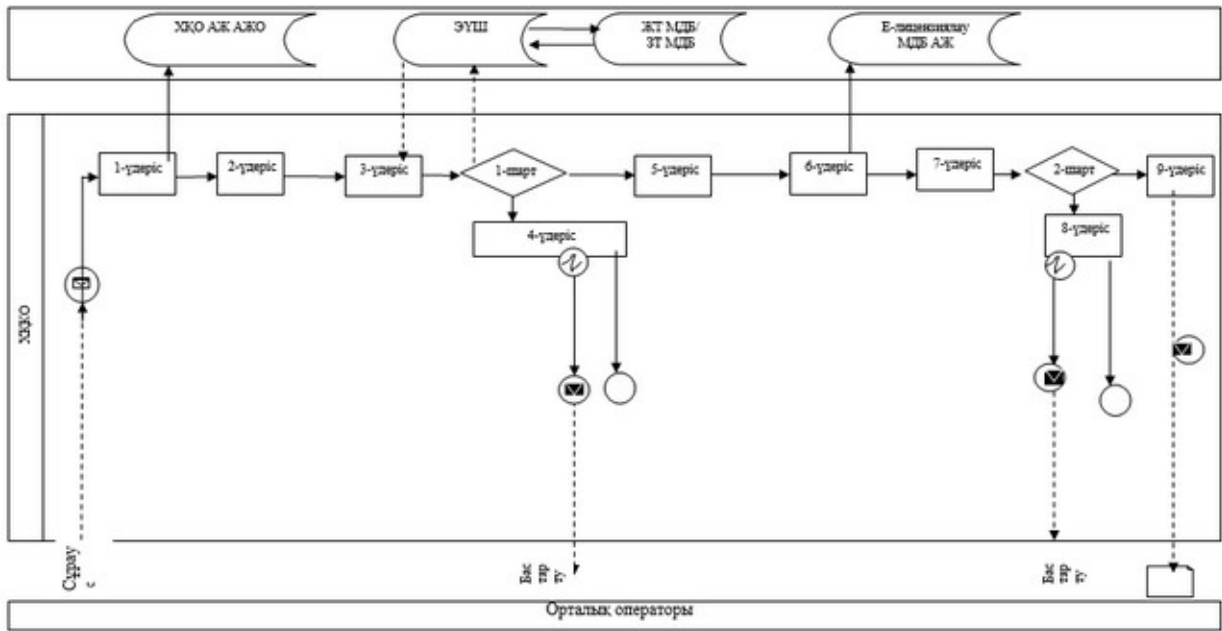 ХҚО АЖ АЖО
ЭҮШ
ЖТ МДБ/
ЗТ МДБ
Е-лицензиялау
МДБ АЖ
ХҚКО
1-үдеріс
2-үдеріс
3-үдеріс
1-шарт
5-үдеріс
6-үдеріс
7-үдеріс
2-шарт
9-үдеріс
4-үдеріс
8-үдеріс
Сұрау
с
Бас
тар
ту
Бас
тар
ту
Орталық операторы